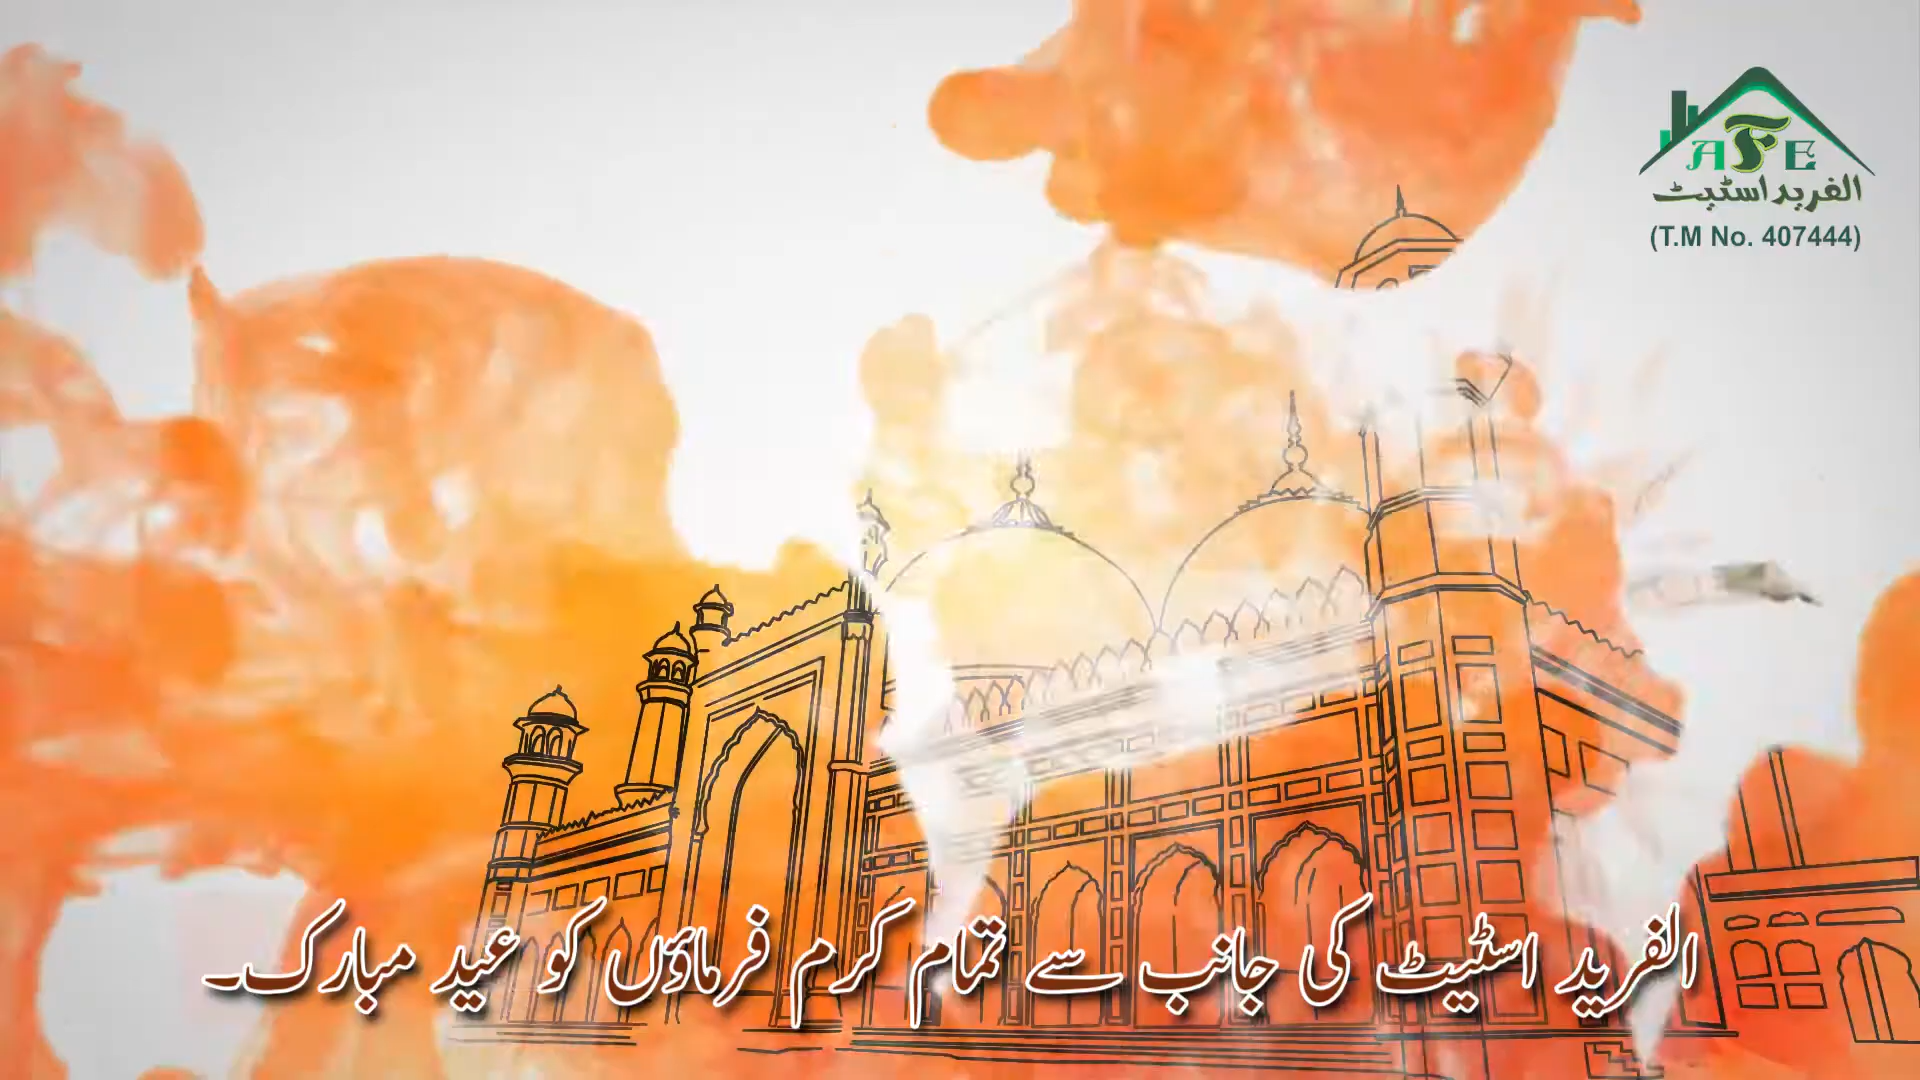 AFE
الفرید اسٹیٹ
(T.M No. 407444)
الفرید اسٹیٹ کی جانب سے تمام کرم فرماؤں کو عید مبارک۔